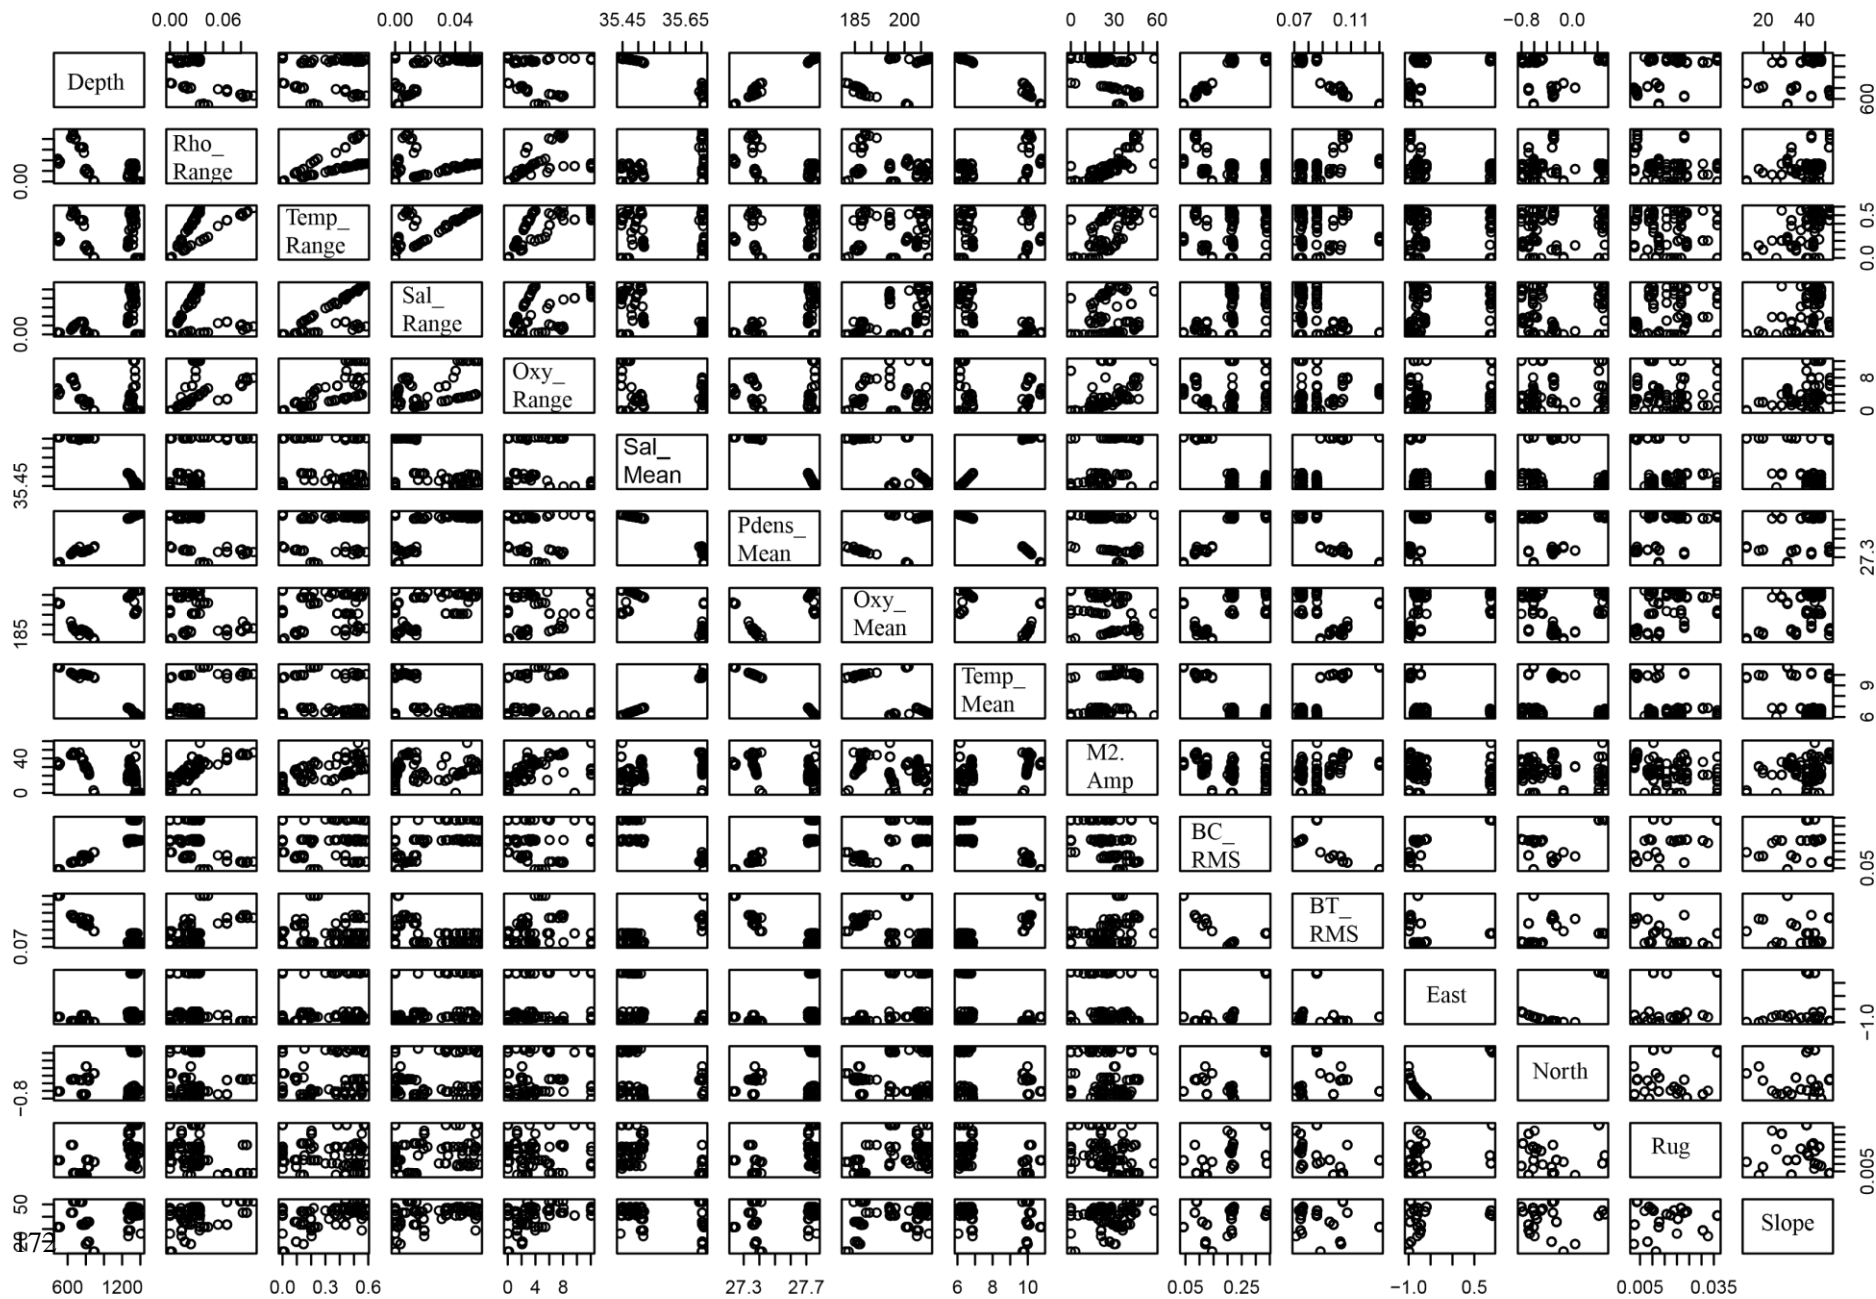 0.00 0.06 0.00 0.04 35.45 35.65 185 200 0 30 60 0.07 0.11 −0.8 0.0 20 40
Depth
600
Rho_
Range
0.00
Temp_
Range
0.0 0.5
Sal_
Range
0.00
Oxy_
Range
0 8
Sal_
Mean
35.45
Pdens_
Mean
27.3
Oxy_
Mean
185
Temp_
Mean
6 9
M2.
Amp
0 40
BC_
RMS
0.05
BT_
RMS
0.07
East
−1.0
North
−0.8
Rug
0.005
Slope
50
272
600 1200 0.0 0.3 0.6 0 4 8 27.3 27.7 6 8 10 0.05 0.25 −1.0 0.5 0.005 0.035